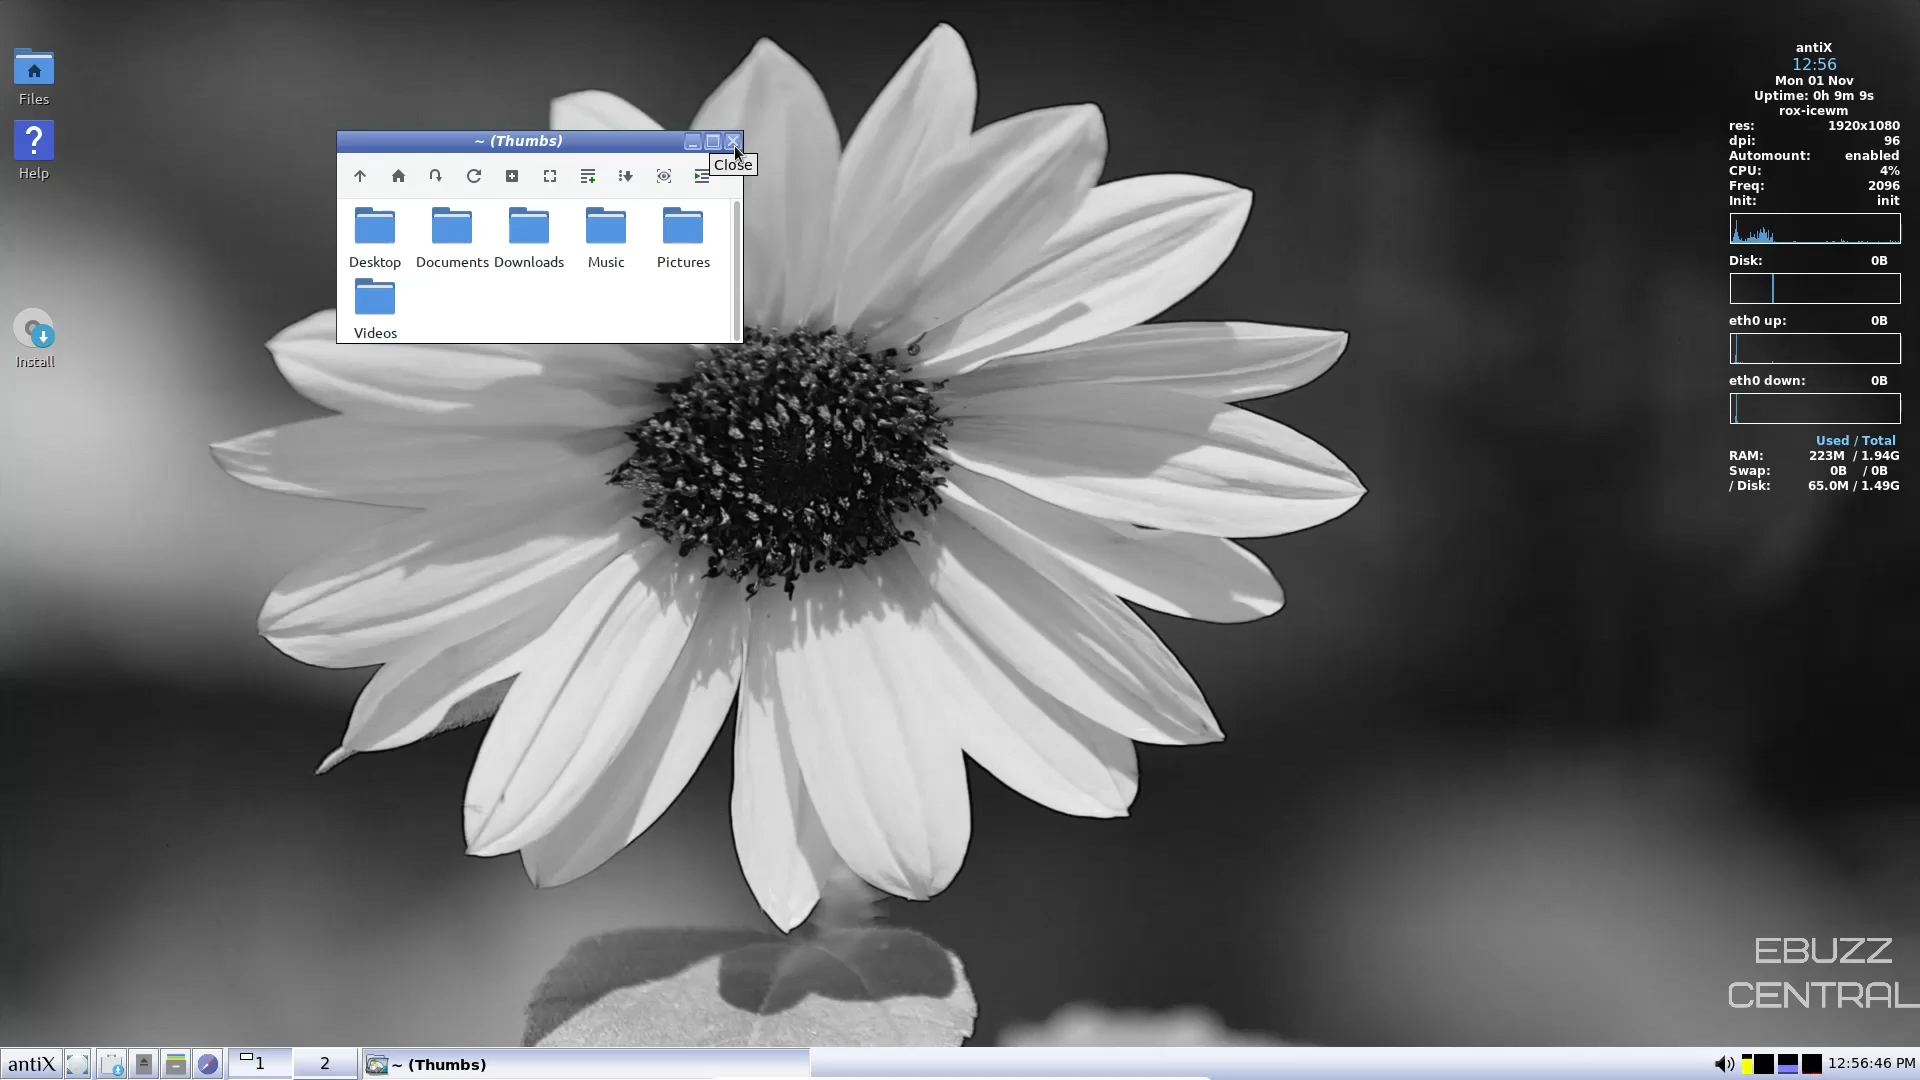 Files
Help
Install
~ (Thumbs)
Close
Desktop
Documents
Downloads
Music
Pictures
Videos
antiX
12:56
Mon 01 Nov
Uptime: 0h 9m 9s
rox-icewm
res: 1920x1080
dpi: 96
Automount: enabled
CPU: 4%
Freq: 2096
Init: init
Disk: 0B
eth0 up: 0B
eth0 down: 0B
Used / Total
RAM: 223M / 1.94G
Swap: 0B / 0B
/ Disk: 65.0M / 1.49G
EBUZZ
CENTRAL
antiX 1 2 ~ (Thumbs) 12:56:46 PM